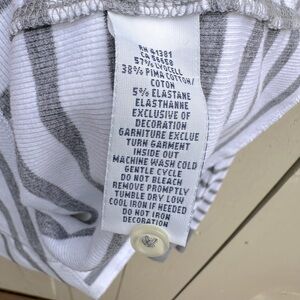 RN 41381
CA 56658
57% LYOCELL
38% PIMA COTTON/
COTON
5% ELASTANE
ELASTHANNE
EXCLUSIVE OF
DECORATION
GARNITURE EXCLUE
TURN GARMENT
INSIDE OUT
MACHINE WASH COLD
GENTLE CYCLE
DO NOT BLEACH
REMOVE PROMPTLY
TUMBLE DRY LOW
COOL IRON IF NEEDED
DO NOT IRON
DECORATION